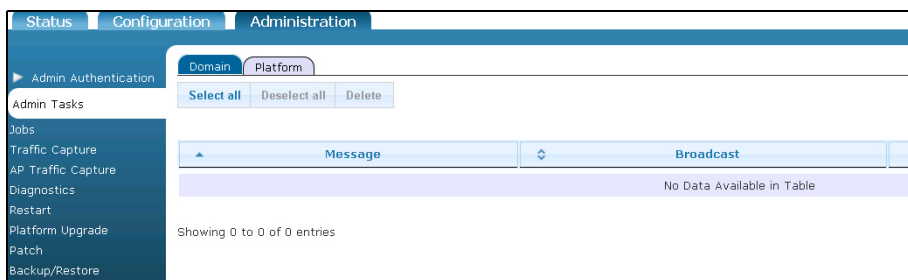 Status Configuration Administration
Admin Authentication
Admin Tasks
Jobs
Traffic Capture
AP Traffic Capture
Diagnostics
Restart
Platform Upgrade
Patch
Backup/Restore
Domain Platform
Select all Deselect all Delete
Message Broadcast
No Data Available in Table
Showing 0 to 0 of 0 entries